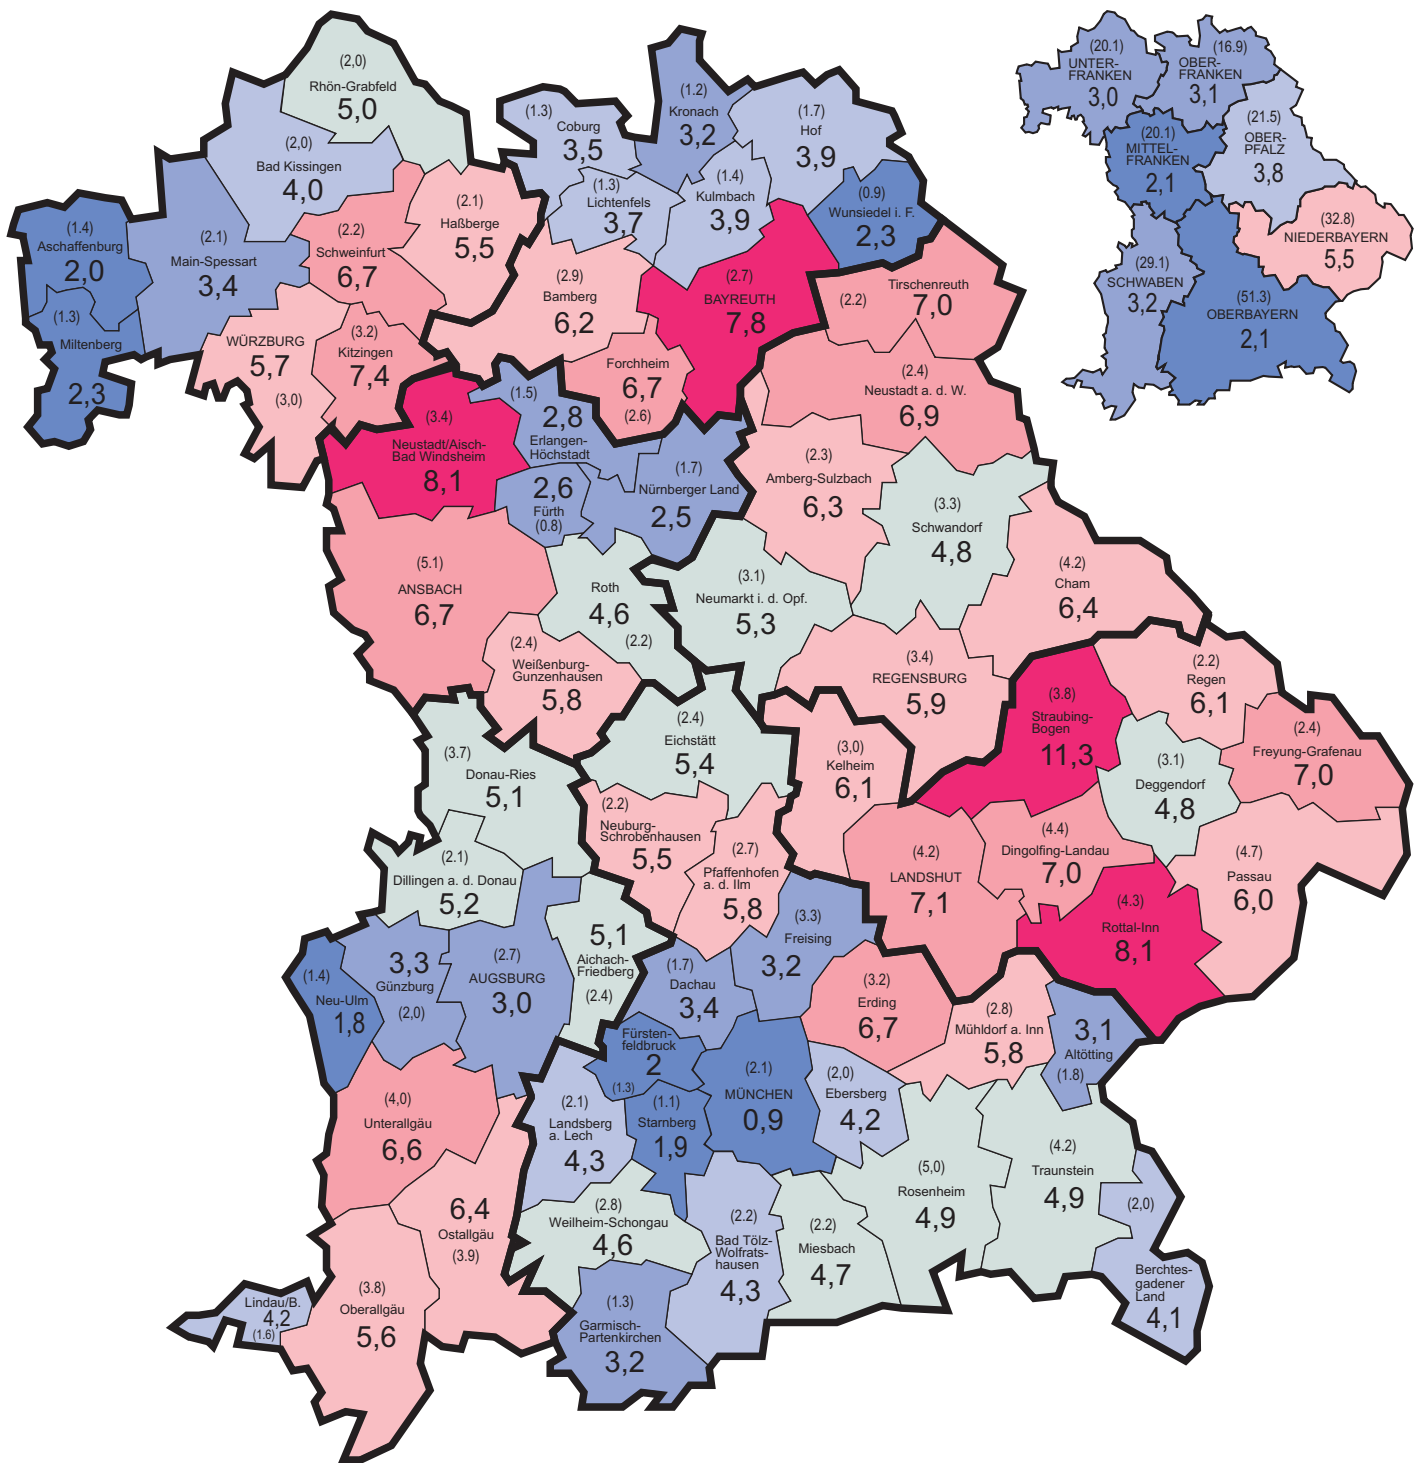 (2,0)
Rhön-Grabfeld
5,0
(2,0)
Bad Kissingen
4,0
(1.3)
Coburg
3,5
(1.2)
Kronach
3,2
(1.7)
Hof
3,9
(1.3)
Lichtenfels
3,7
(1.4)
Kulmbach
3,9
(0.9)
Wunsiedel i. F.
2,3
(1.4)
Aschaffenburg
2,0
(2.1)
Main-Spessart
3,4
(2.2)
Schweinfurt
6,7
(2.1)
Haßberge
5,5
(1.3)
Miltenberg
2,3
WÜRZBURG
5,7
(3,0)
(3.2)
Kitzingen
7,4
(2.9)
Bamberg
6,2
(2.7)
BAYREUTH
7,8
(2.2)
Tirschenreuth
7,0
Forchheim
6,7
(2.6)
(2.4)
Neustadt a. d. W.
6,9
(3.4)
Neustadt/Aisch-
Bad Windsheim
8,1
(1.5)
2,8
Erlangen-
Höchstadt
2,6
Fürth
(0.8)
(1.7)
Nürnberger Land
2,5
(2.3)
Amberg-Sulzbach
6,3
(3.3)
Schwandorf
4,8
(5.1)
ANSBACH
6,7
Roth
4,6
(2.2)
(3.1)
Neumarkt i. d. Opf.
5,3
(4.2)
Cham
6,4
(2.4)
Weißenburg-
Gunzenhausen
5,8
(3.4)
REGENSBURG
5,9
(3.8)
Straubing-
Bogen
11,3
(2.2)
Regen
6,1
(2.4)
Freyung-Grafenau
7,0
(3.1)
Deggendorf
4,8
(3.7)
Donau-Ries
5,1
(2.4)
Eichstätt
5,4
(3,0)
Kelheim
6,1
(2.2)
Neuburg-
Schrobenhausen
5,5
(2.7)
Pfaffenhofen
a. d. Ilm
5,8
(4.2)
LANDSHUT
7,1
(4.4)
Dingolfing-Landau
7,0
(4.7)
Passau
6,0
(4.3)
Rottal-Inn
8,1
(2.1)
Dillingen a. d. Donau
5,2
(1.4)
Neu-Ulm
1,8
3,3
Günzburg
(2,0)
(2.7)
AUGSBURG
3,0
5,1
Aichach-
Friedberg
(2.4)
(1.7)
Dachau
3,4
(3.3)
Freising
3,2
(3.2)
Erding
6,7
(2.8)
Mühldorf a. Inn
5,8
3,1
Altötting
(1.8)
Fürsten-
feldbruck
2
(1.3)
(1.1)
Starnberg
1,9
(2.1)
MÜNCHEN
0,9
(2,0)
Ebersberg
4,2
(4,0)
Unterallgäu
6,6
(2.1)
Landsberg
a. Lech
4,3
(2.8)
Weilheim-Schongau
4,6
(2.2)
Bad Tölz-
Wolfrats-
hausen
4,3
(2.2)
Miesbach
4,7
(5,0)
Rosenheim
4,9
(4.2)
Traunstein
4,9
(2,0)
Berchtes-
gadener
Land
4,1
6,4
Ostallgäu
(3.9)
(3.8)
Oberallgäu
5,6
Lindau/B.
4,2
(1.6)
(1.3)
Garmisch-
Partenkirchen
3,2
(20.1)
UNTER-
FRANKEN
3,0
(16.9)
OBER-
FRANKEN
3,1
(20.1)
MITTEL-
FRANKEN
2,1
(21.5)
OBER-
PFALZ
3,8
(32.8)
NIEDERBAYERN
5,5
(29.1)
SCHWABEN
3,2
(51.3)
OBERBAYERN
2,1